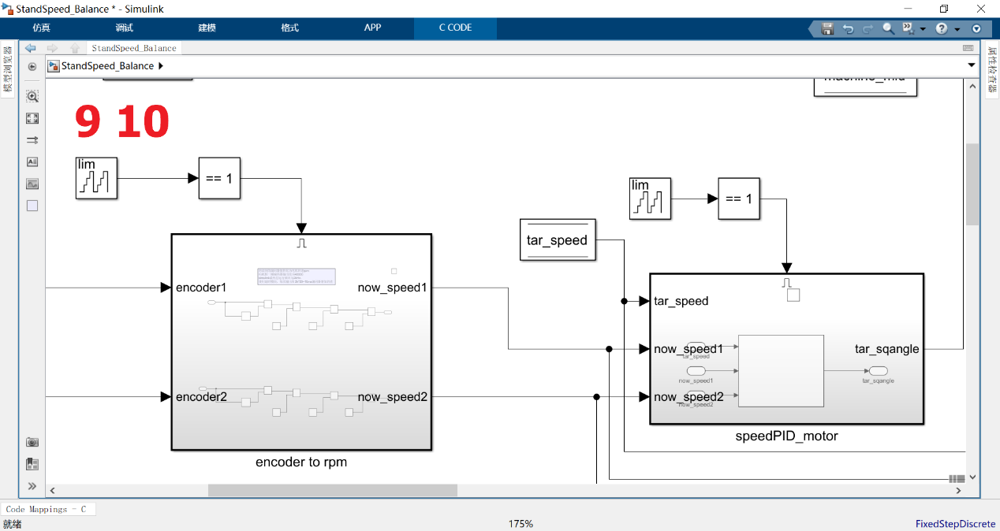 StandSpeed_Balance * - Simulink
仿真 调试 建模 格式 APP C CODE
StandSpeed_Balance
StandSpeed_Balance
模型浏览器
属性检查器
9 10
lim
== 1
lim
== 1
tar_speed
encoder1
now_speed1
encoder2
now_speed2
encoder to rpm
tar_speed
now_speed1
now_speed2
tar_sqangle
tar_speed
now_speed1
now_speed2
tar_sqangle
speedPID_motor
Code Mappings - C
就绪
175%
FixedStepDiscrete